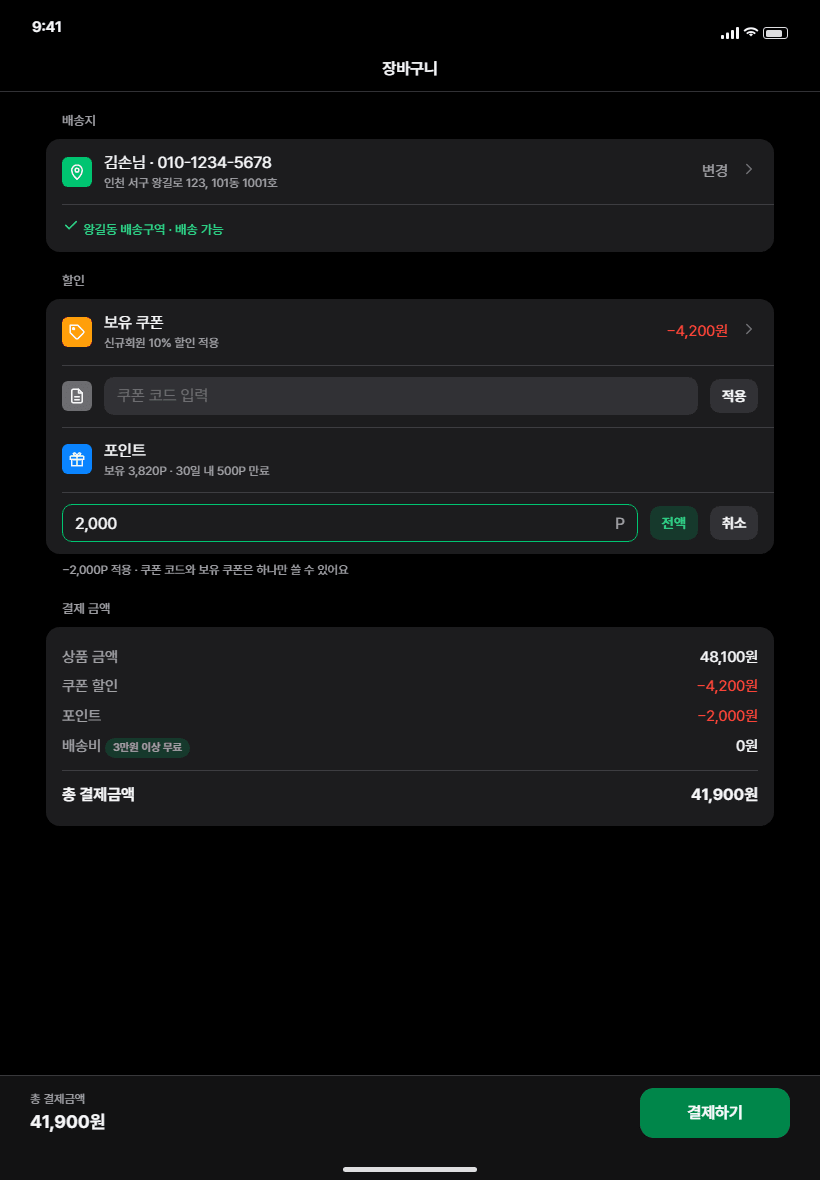 9:41
장바구니
배송지
김손님 · 010-1234-5678
인천 서구 왕길로 123, 101동 1001호
변경
왕길동 배송구역 · 배송 가능
할인
보유 쿠폰
신규회원 10% 할인 적용
−4,200원
쿠폰 코드 입력
적용
포인트
보유 3,820P · 30일 내 500P 만료
2,000 P
전액
취소
−2,000P 적용 · 쿠폰 코드와 보유 쿠폰은 하나만 쓸 수 있어요
결제 금액
상품 금액 48,100원
쿠폰 할인 −4,200원
포인트 −2,000원
배송비 3만원 이상 무료 0원
총 결제금액 41,900원
총 결제금액
41,900원
결제하기